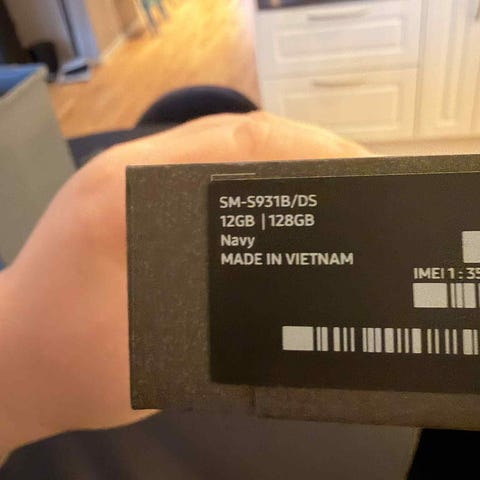 SM-S931B/DS
12GB | 128GB
Navy
MADE IN VIETNAM
IMEI 1 : 35